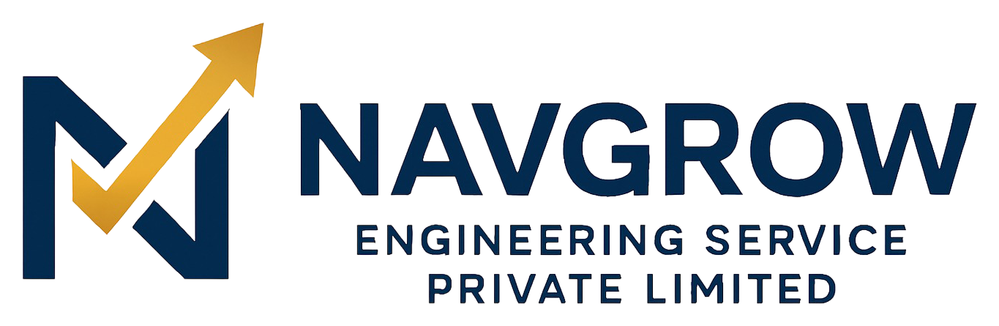 NAVGROW
ENGINEERING SERVICE
PRIVATE LIMITED